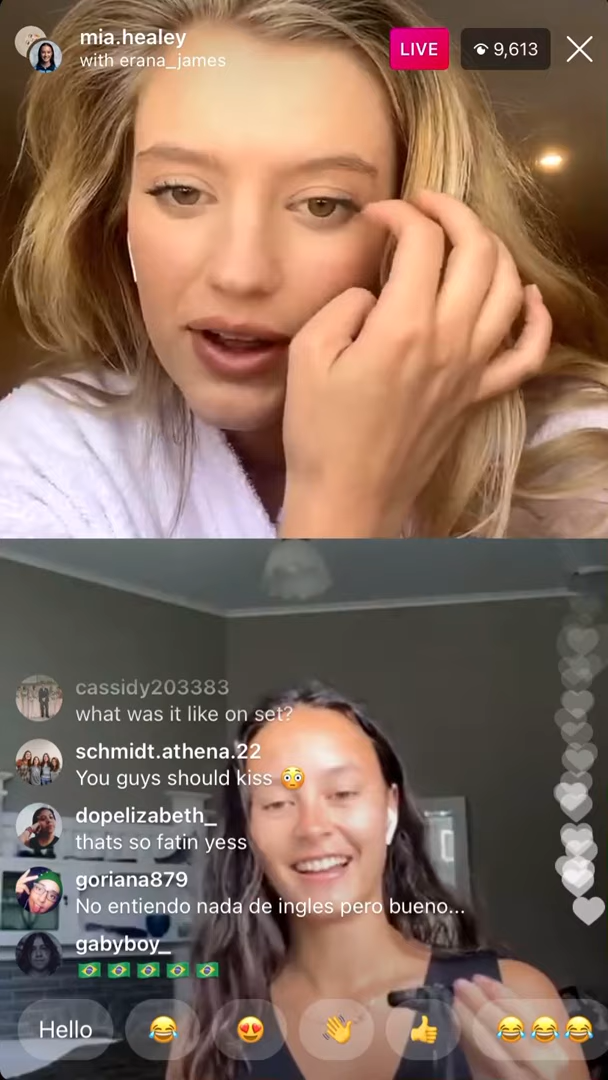 mia.healey
with erana_james
LIVE
9,613
cassidy203383
what was it like on set?
schmidt.athena.22
You guys should kiss 😳
dopelizabeth_
thats so fatin yess
goriana879
No entiendo nada de ingles pero bueno...
gabyboy_
🇧🇷 🇧🇷 🇧🇷 🇧🇷 🇧🇷
Hello 😂 😍 👋 👍 😂😂😂